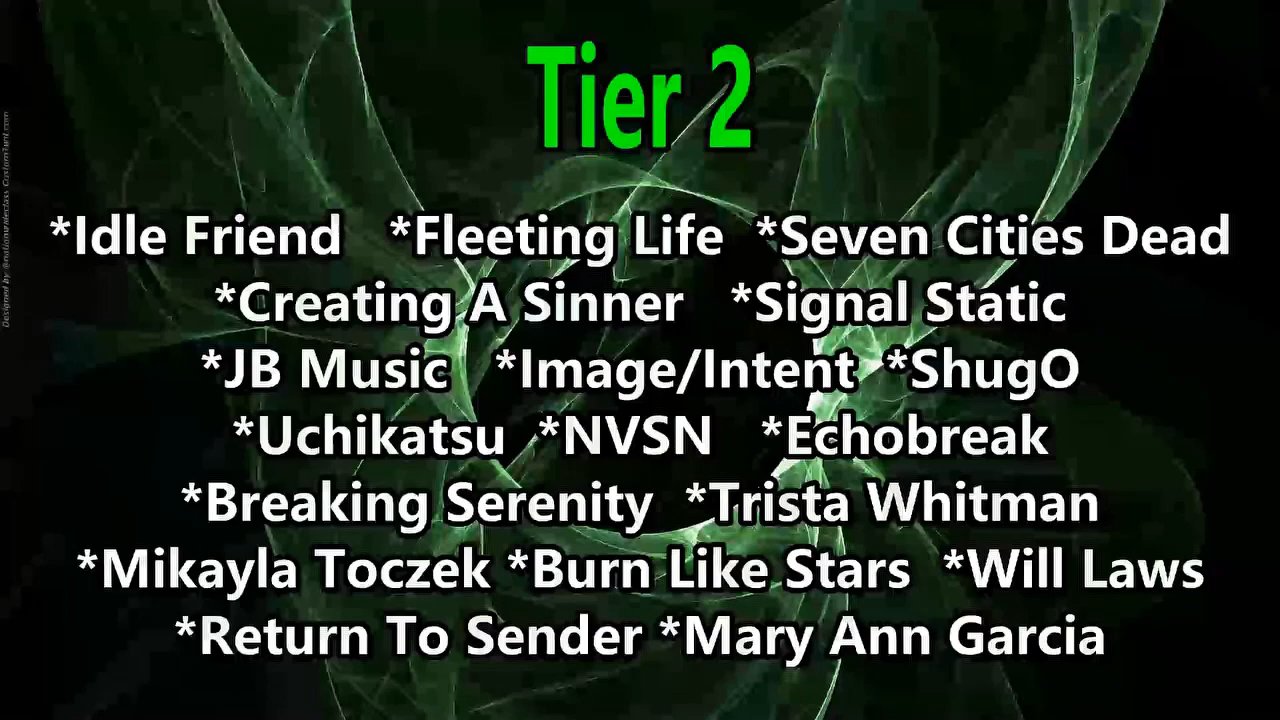 Tier 2
*Idle Friend *Fleeting Life *Seven Cities Dead
*Creating A Sinner *Signal Static
*JB Music *Image/Intent *ShugO
*Uchikatsu *NVSN *Echobreak
*Breaking Serenity *Trista Whitman
*Mikayla Toczek *Burn Like Stars *Will Laws
*Return To Sender *Mary Ann Garcia
Designed by